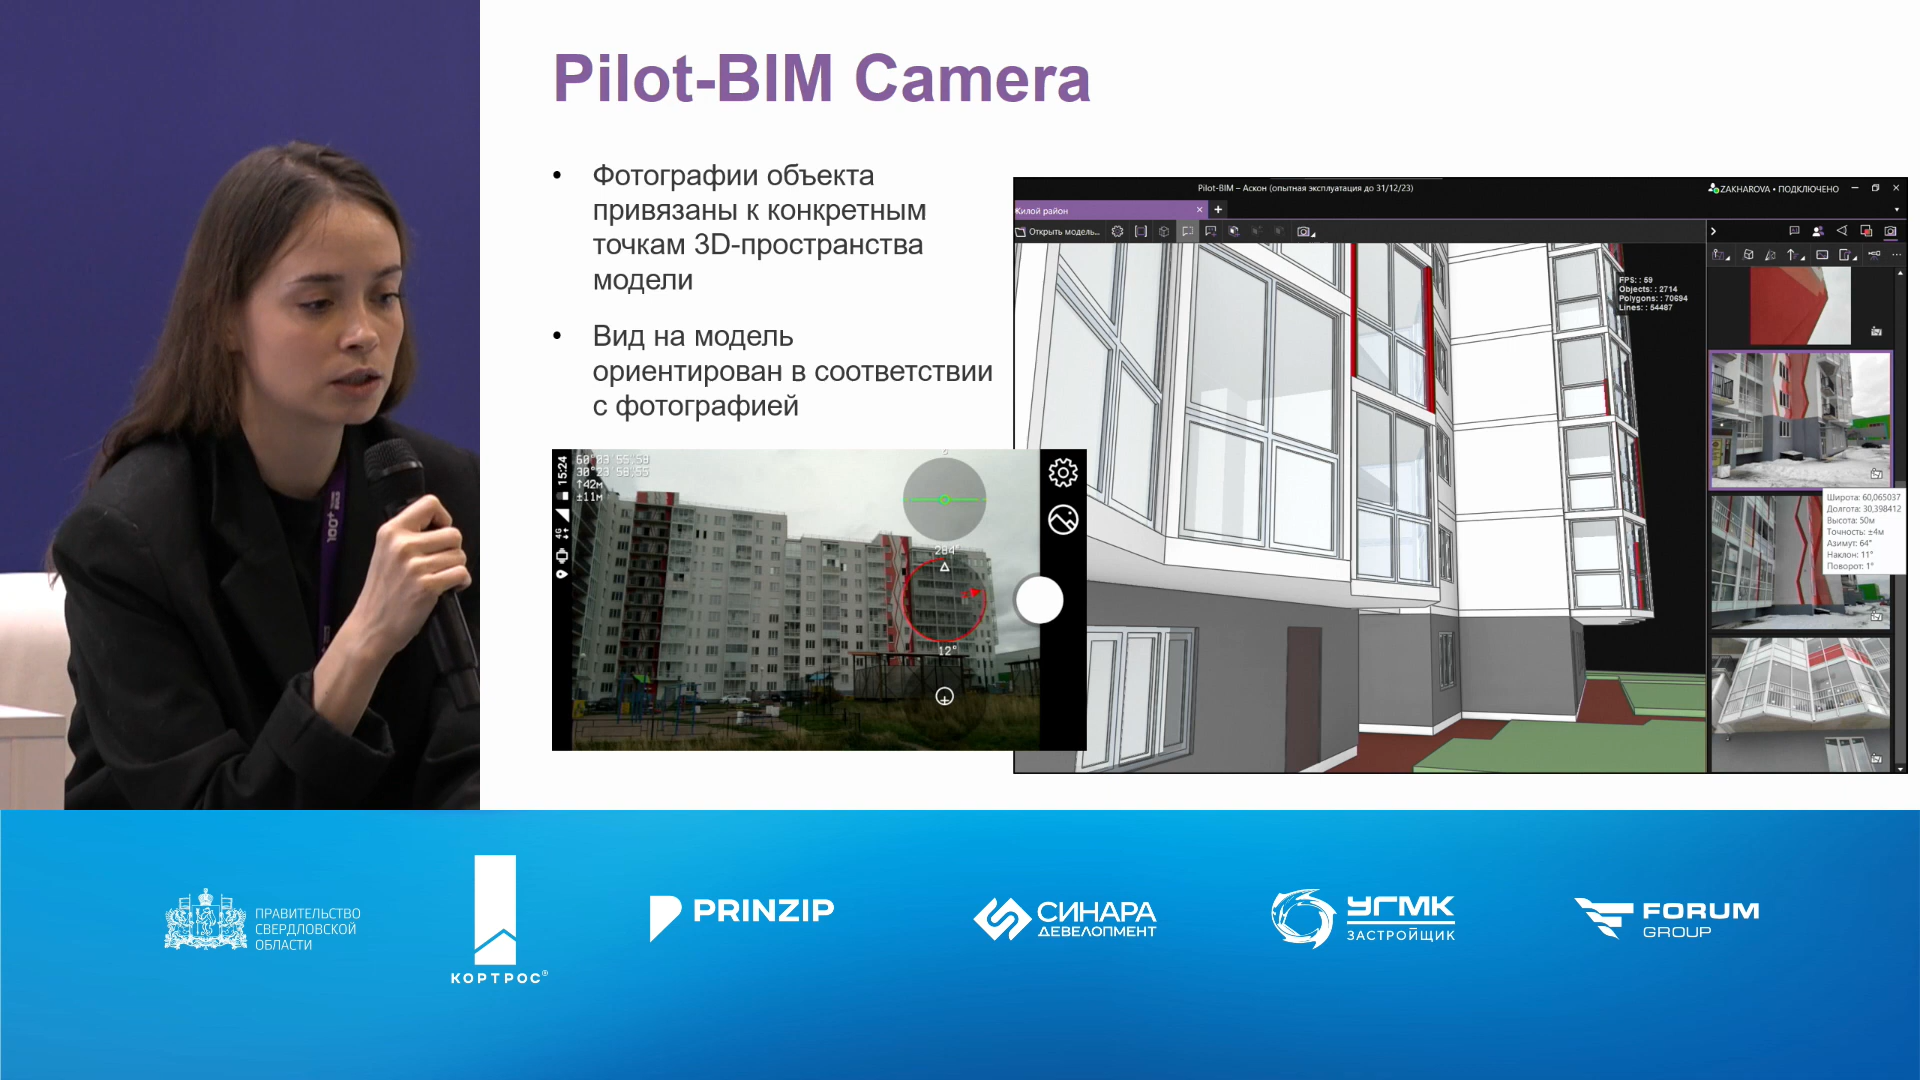 Pilot-BIM Camera
• Фотографии объекта
привязаны к конкретным
точкам 3D-пространства
модели
• Вид на модель
ориентирован в соответствии
с фотографией
15:24
4G
↑42м
±11м
284°
12°
Pilot-BIM – Аскон (опытная эксплуатация до 31/12/23)
ZAKHAROVA • ПОДКЛЮЧЕНО
Жилой район
Открыть модель...
FPS: : 59
Objects: : 2714
Polygons: : 70694
Lines: : 54487
Широта: 60,065037
Долгота: 30,398412
Высота: 50м
Точность: ±4м
Азимут: 64°
Наклон: 11°
Поворот: 1°
100+
ПРАВИТЕЛЬСТВО
СВЕРДЛОВСКОЙ
ОБЛАСТИ
КОРТРОС®
PRINZIP
СИНАРА
ДЕВЕЛОПМЕНТ
УГМК
ЗАСТРОЙЩИК
FORUM
GROUP